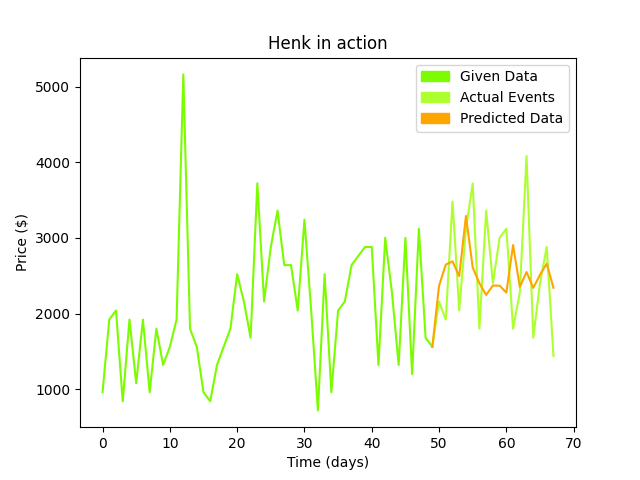 Henk in action
Given Data
Actual Events
Predicted Data
Price ($)
5000
4000
3000
2000
1000
0 10 20 30 40 50 60 70
Time (days)